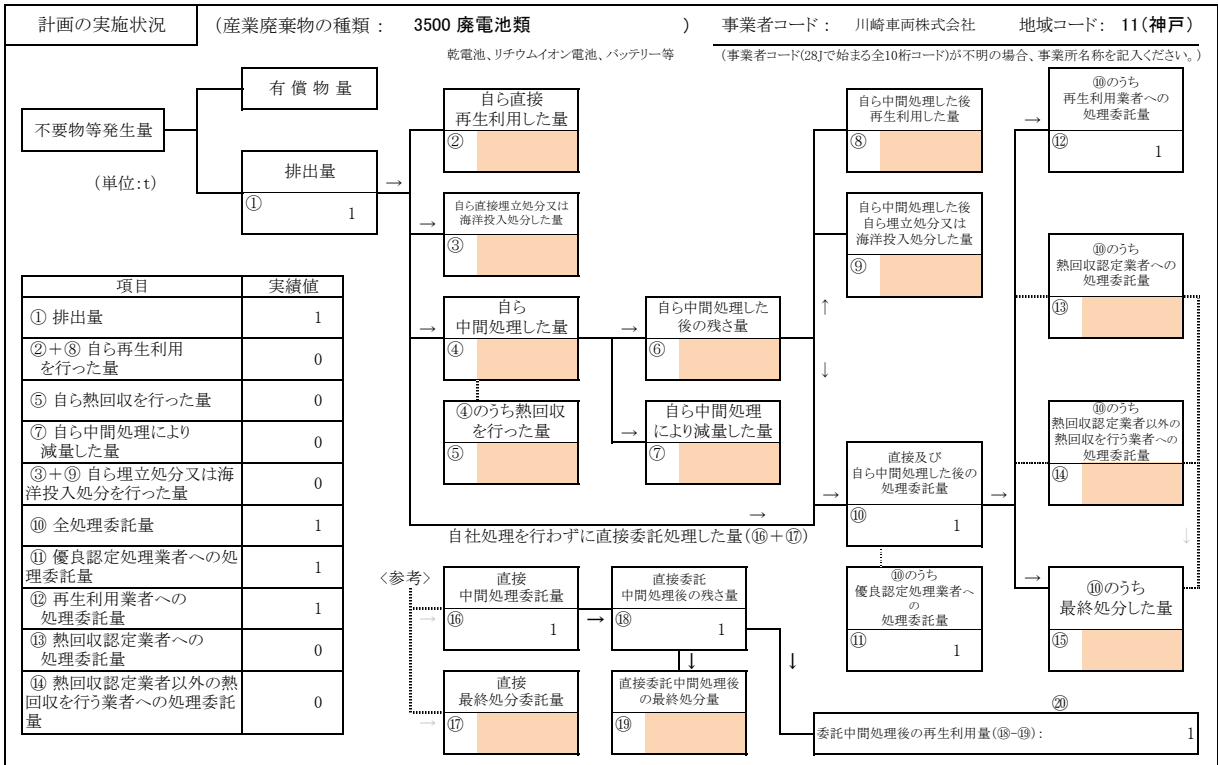 計画の実施状況 (産業廃棄物の種類： 3500 廃電池類 ) 事業者コード： 川崎車両株式会社 地域コード： 11(神戸)
乾電池、リチウムイオン電池、バッテリー等 (事業者コード(28Jで始まる全10桁コード)が不明の場合、事業所名称を記入ください。)
不要物等発生量
(単位:t)
有償物量
排出量
①
1
→
自ら直接
再生利用した量
②
→
自ら直接埋立処分又は
海洋投入処分した量
③
→
自ら
中間処理した量
④
④のうち熱回収
を行った量
⑤
→
自ら中間処理した
後の残さ量
⑥
→
自ら中間処理
により減量した量
⑦
→
自社処理を行わずに直接委託処理した量(⑯+⑰)
自ら中間処理した後
再生利用した量
⑧
自ら中間処理した後
自ら埋立処分又は
海洋投入処分した量
⑨
↑
↓
→
直接及び
自ら中間処理した後の
処理委託量
⑩
1
→
⑩のうち
優良認定処理業者へ
の
処理委託量
⑪
1
→
⑩のうち
再生利用業者への
処理委託量
⑫
1
⑩のうち
熱回収認定業者への
処理委託量
⑬
⑩のうち
熱回収認定業者以外の
熱回収を行う業者への
処理委託量
⑭
↓
→
⑩のうち
最終処分した量
⑮
項目 実績値
① 排出量 1
②+⑧ 自ら再生利用
を行った量 0
⑤ 自ら熱回収を行った量 0
⑦ 自ら中間処理により
減量した量 0
③+⑨ 自ら埋立処分又は海
洋投入処分を行った量 0
⑩ 全処理委託量 1
⑪ 優良認定処理業者への処
理委託量 1
⑫ 再生利用業者への
処理委託量 1
⑬ 熱回収認定業者への
処理委託量 0
⑭ 熱回収認定業者以外の熱
回収を行う業者への処理委託
量 0
〈参考〉
→
直接
中間処理委託量
⑯
1
→
直接委託
中間処理後の残さ量
⑱
1
↓
↓
→
直接
最終処分委託量
⑰
直接委託中間処理後
の最終処分量
⑲
⑳
委託中間処理後の再生利用量(⑱-⑲)： 1